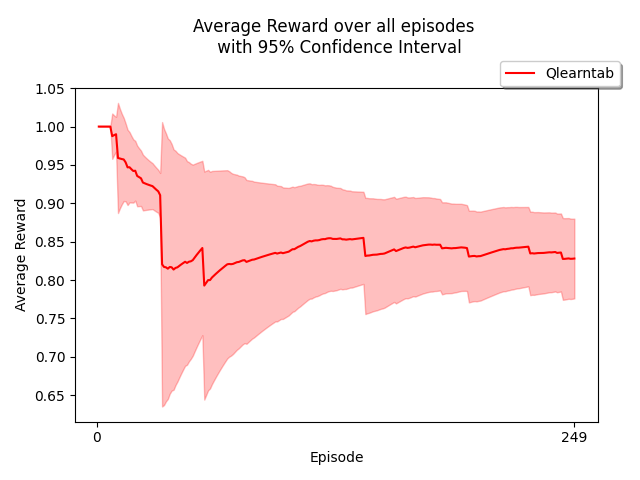 Average Reward over all episodes
with 95% Confidence Interval
Qlearntab
1.05
1.00
0.95
0.90
0.85
0.80
0.75
0.70
0.65
Average Reward
0
249
Episode